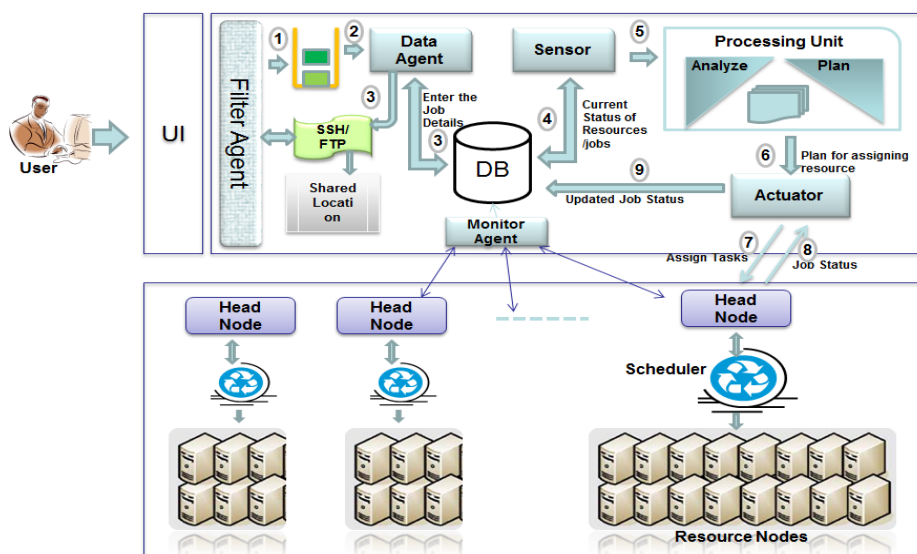 User
UI
Filter Agent
1
2
Data
Agent
3
SSH/
FTP
Shared
Locati
on
Enter the
Job
Details
3
DB
Monitor
Agent
Sensor
4
Current
Status of
Resources
/jobs
5
Processing Unit
Analyze
Plan
6
Plan for assigning
resource
Actuator
9
Updated Job Status
7
Assign Tasks
8
Job Status
Head
Node
Head
Node
Head
Node
Scheduler
Resource Nodes